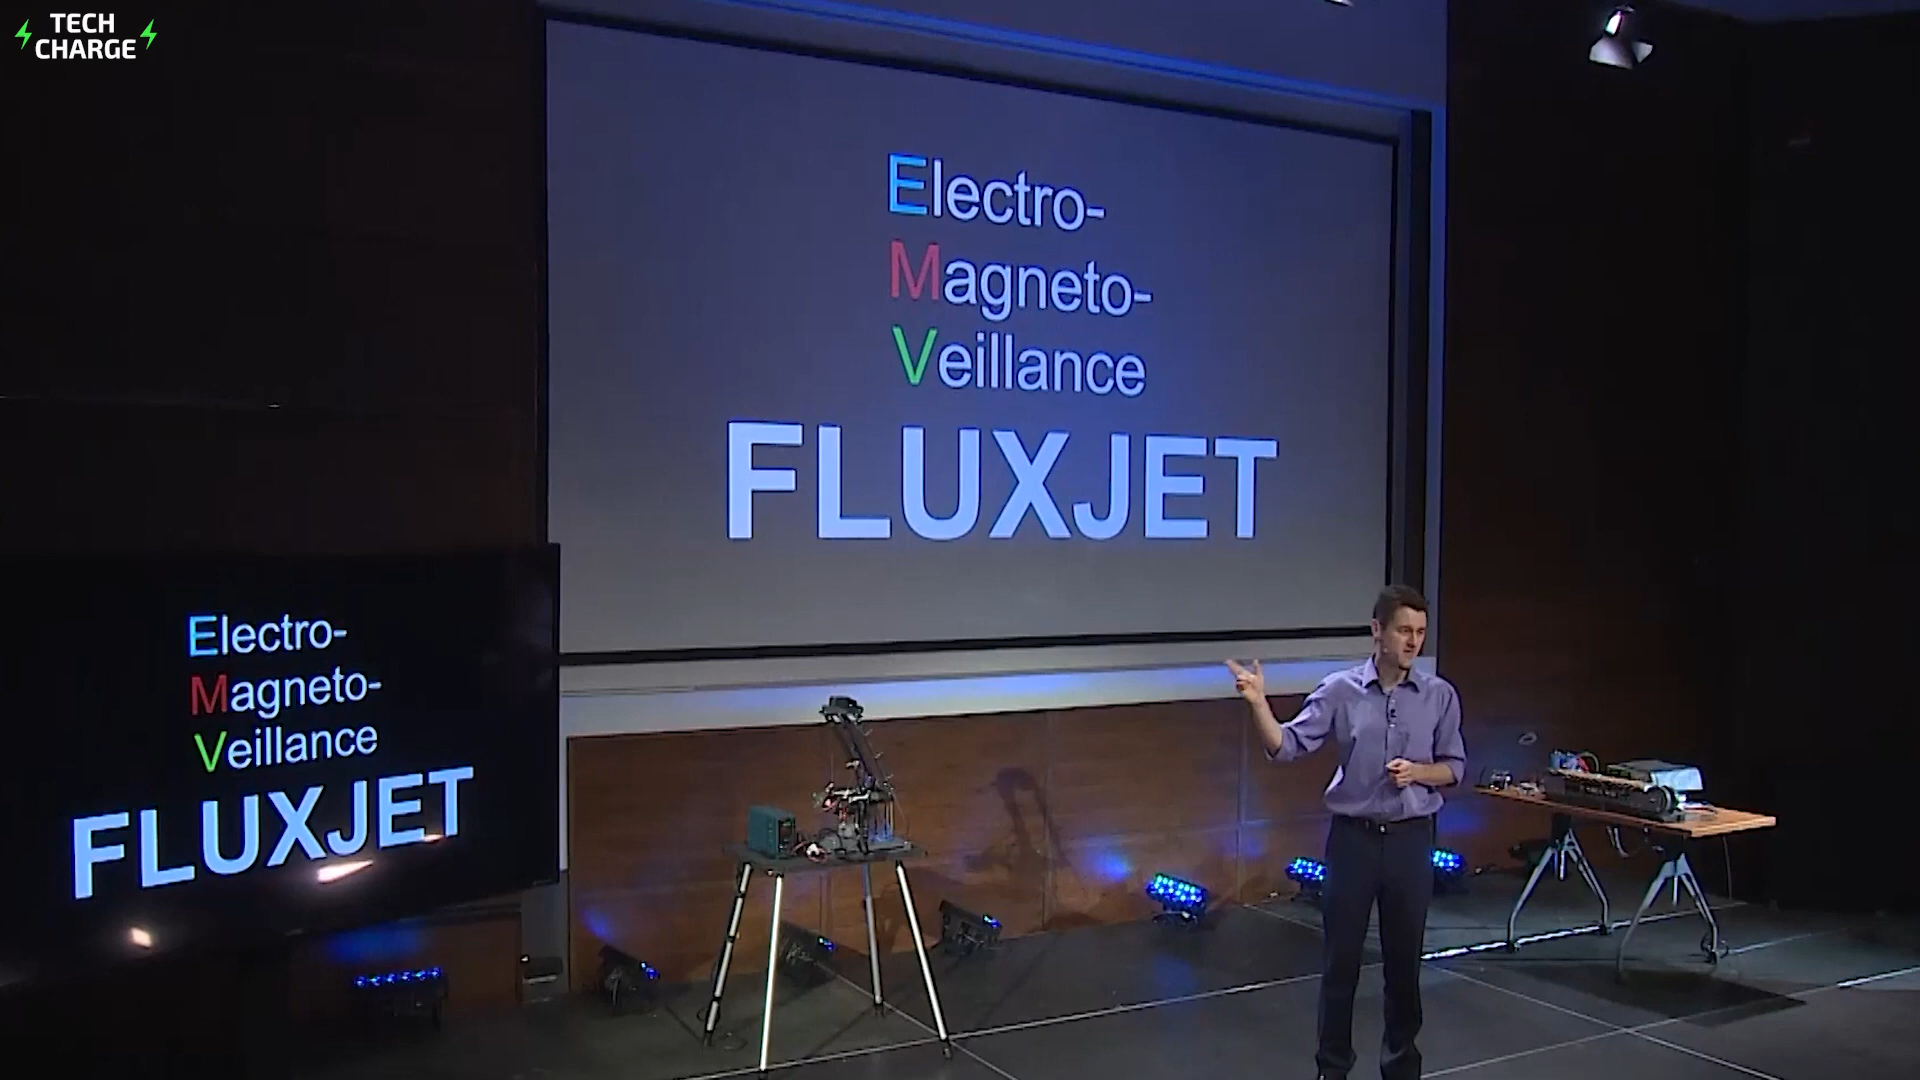 TECH
CHARGE
Electro-
Magneto-
Veillance
FLUXJET
Electro-
Magneto-
Veillance
FLUXJET